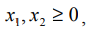 x₁, x₂ ≥ 0,